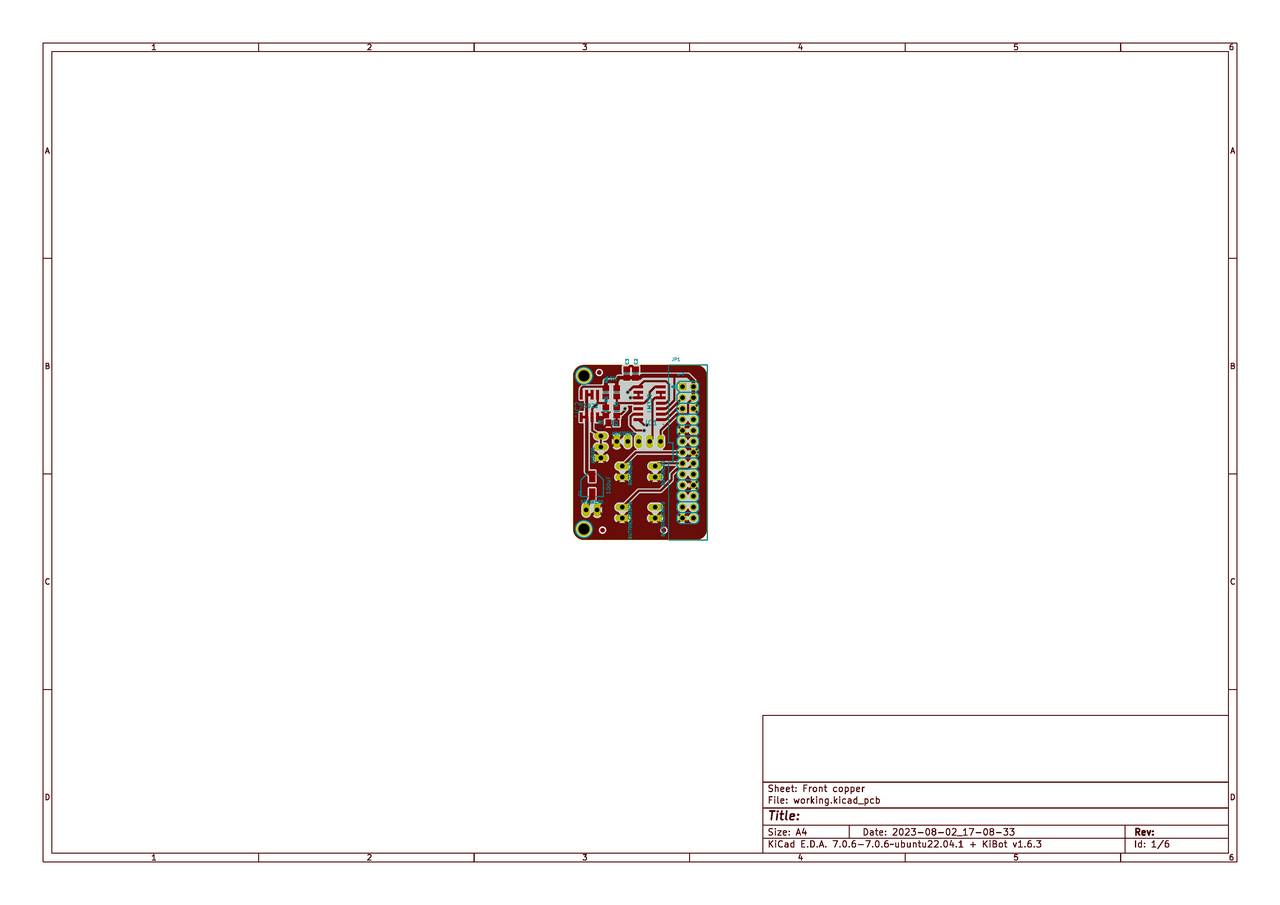 1 2 3 4 5 6
A A
JP1
B B
100uF
C C
D D
Sheet: Front copper
File: working.kicad_pcb
Title:
Size: A4 Date: 2023-08-02_17-08-33 Rev:
KiCad E.D.A. 7.0.6-7.0.6~ubuntu22.04.1 + KiBot v1.6.3 Id: 1/6
1 2 3 4 5 6